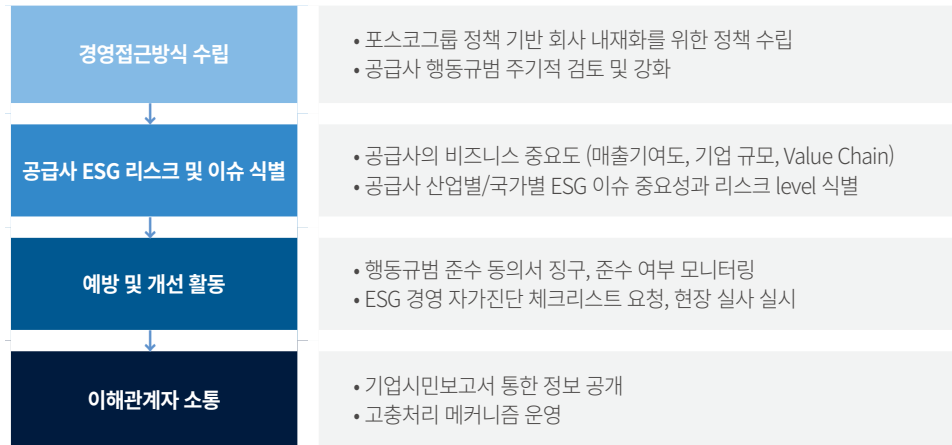 경영접근방식 수립
• 포스코그룹 정책 기반 회사 내재화를 위한 정책 수립
• 공급사 행동규범 주기적 검토 및 강화
공급사 ESG 리스크 및 이슈 식별
• 공급사의 비즈니스 중요도 (매출기여도, 기업 규모, Value Chain)
• 공급사 산업별/국가별 ESG 이슈 중요성과 리스크 level 식별
예방 및 개선 활동
• 행동규범 준수 동의서 징구, 준수 여부 모니터링
• ESG 경영 자가진단 체크리스트 요청, 현장 실사 실시
이해관계자 소통
• 기업시민보고서 통한 정보 공개
• 고충처리 메커니즘 운영